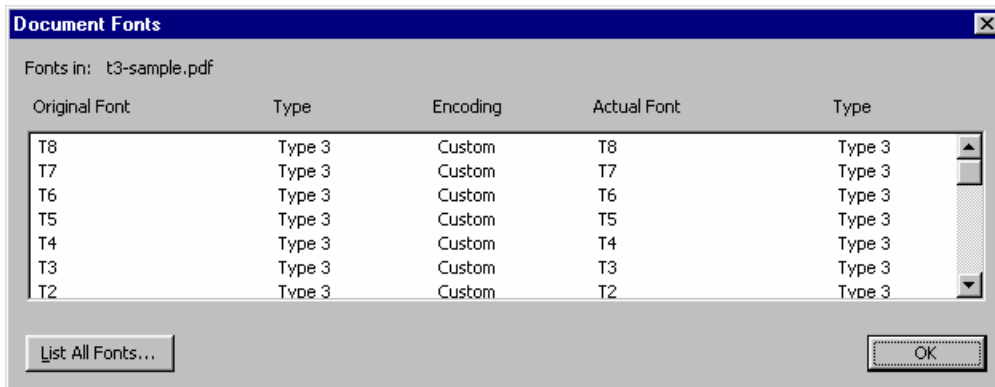 Document Fonts
Fonts in: t3-sample.pdf
Original Font Type Encoding Actual Font Type
T8 Type 3 Custom T8 Type 3
T7 Type 3 Custom T7 Type 3
T6 Type 3 Custom T6 Type 3
T5 Type 3 Custom T5 Type 3
T4 Type 3 Custom T4 Type 3
T3 Type 3 Custom T3 Type 3
T2 Type 3 Custom T2 Type 3
List All Fonts... OK